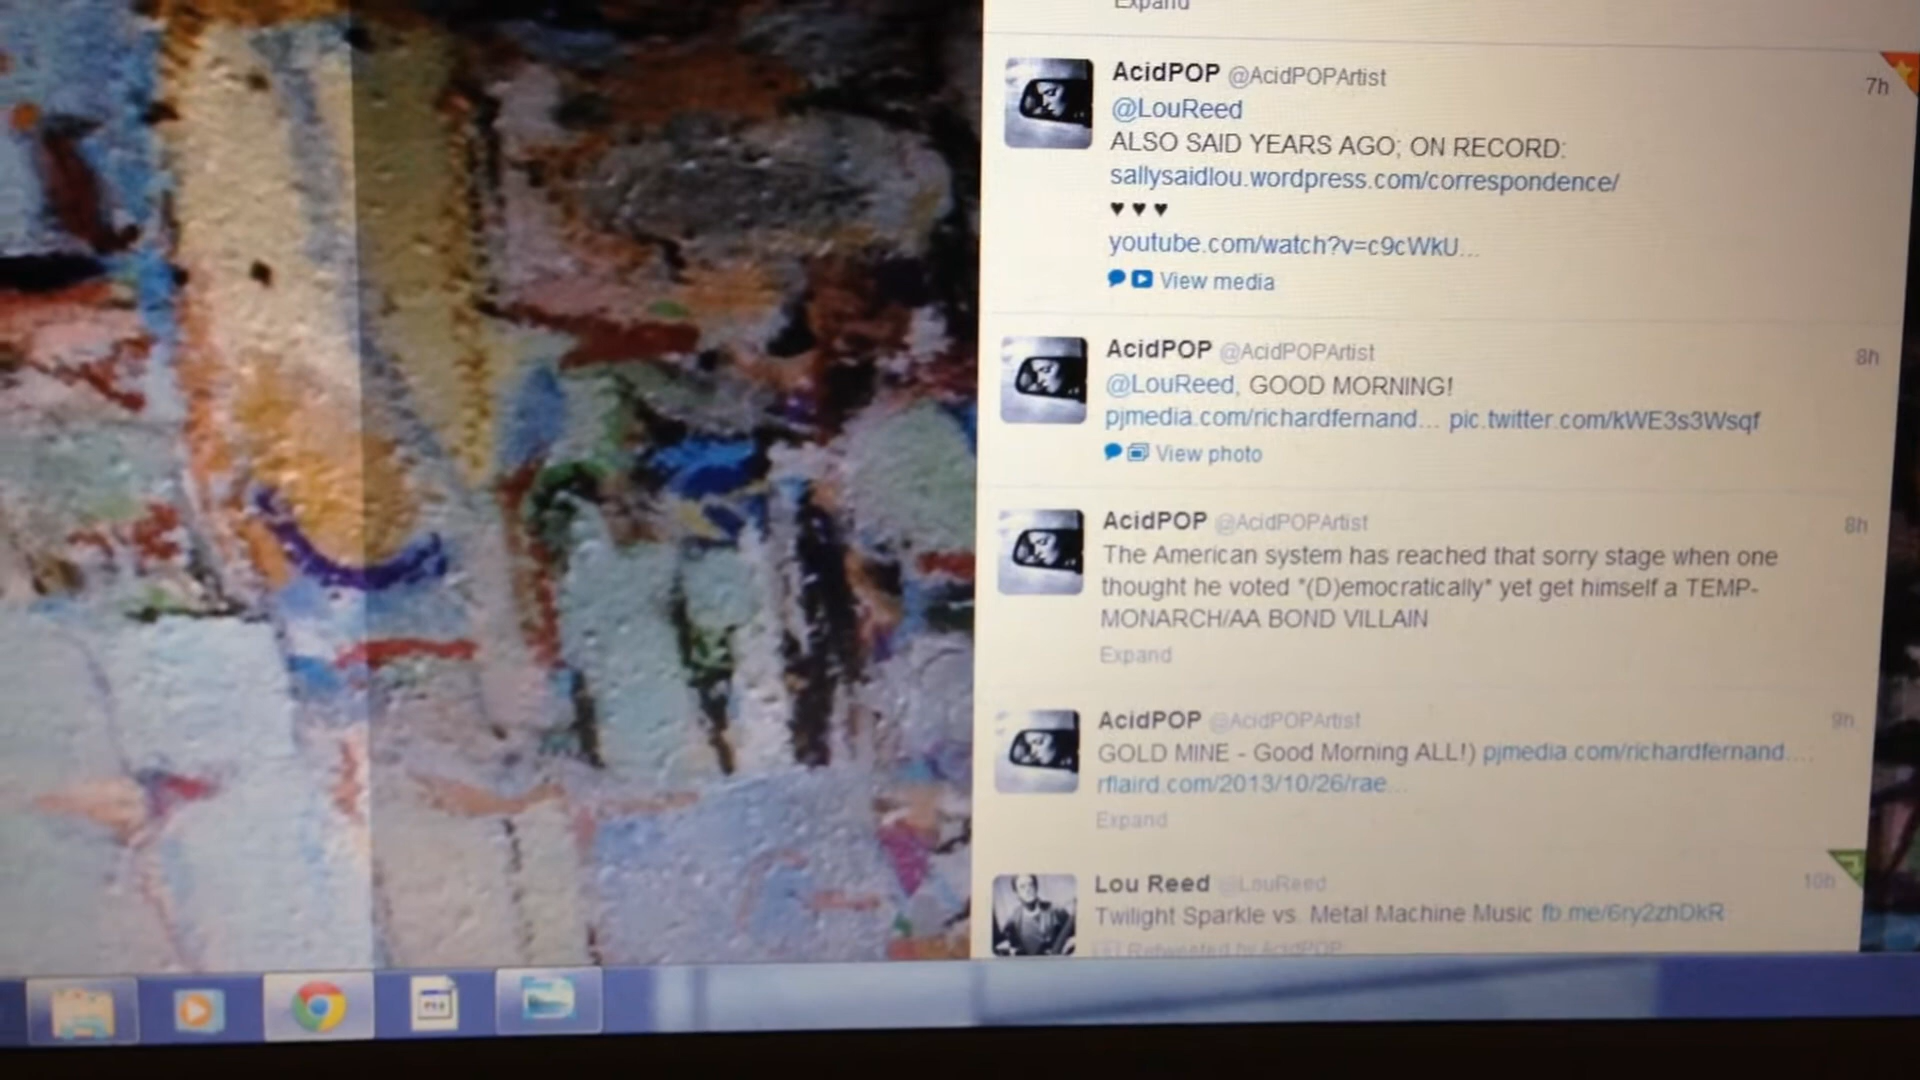 Expand
AcidPOP @AcidPOPArtist
7h
@LouReed
ALSO SAID YEARS AGO; ON RECORD:
sallysaidlou.wordpress.com/correspondence/
♥ ♥ ♥
youtube.com/watch?v=c9cWkU...
View media
AcidPOP @AcidPOPArtist
8h
@LouReed, GOOD MORNING!
pjmedia.com/richardfernand... pic.twitter.com/kWE3s3Wsqf
View photo
AcidPOP @AcidPOPArtist
8h
The American system has reached that sorry stage when one
thought he voted *(D)emocratically* yet get himself a TEMP-
MONARCH/AA BOND VILLAIN
Expand
AcidPOP @AcidPOPArtist
9h
GOLD MINE - Good Morning ALL!) pjmedia.com/richardfernand...
rflaird.com/2013/10/26/rae...
Expand
Lou Reed @LouReed
10h
Twilight Sparkle vs. Metal Machine Music fb.me/6ry2zhDkR
Retweeted by AcidPOP